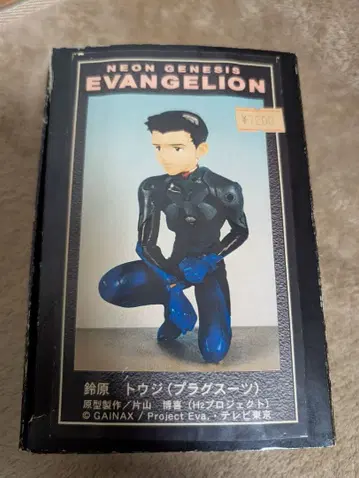 NEON GENESIS
EVANGELION
¥1,200
鈴原 トウジ(プラグスーツ)
原型製作/片山 博喜(Hzプロジェクト)
© GAINAX / Project Eva.・テレビ東京